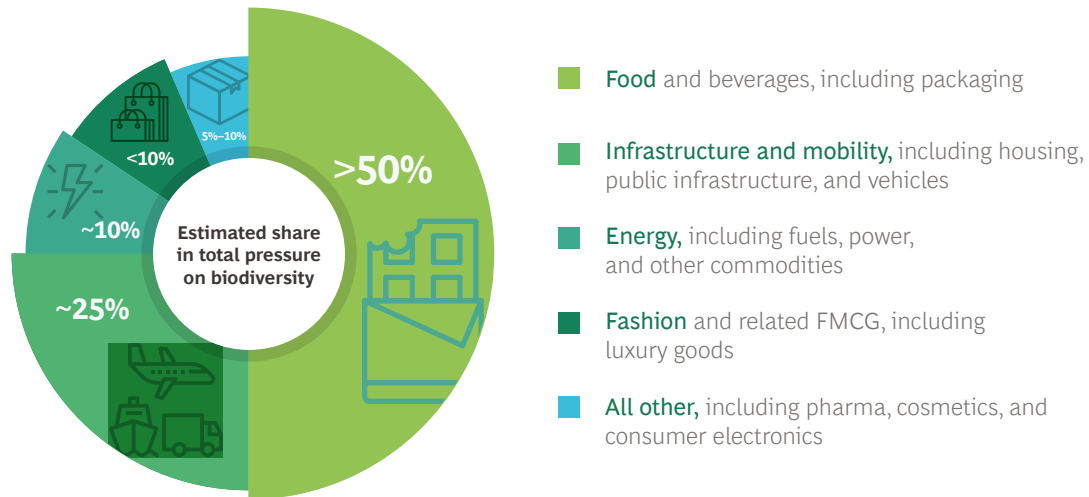 >50%
5%–10%
<10%
~10%
~25%
Estimated share
in total pressure
on biodiversity
Food and beverages, including packaging
Infrastructure and mobility, including housing,
public infrastructure, and vehicles
Energy, including fuels, power,
and other commodities
Fashion and related FMCG, including
luxury goods
All other, including pharma, cosmetics, and
consumer electronics